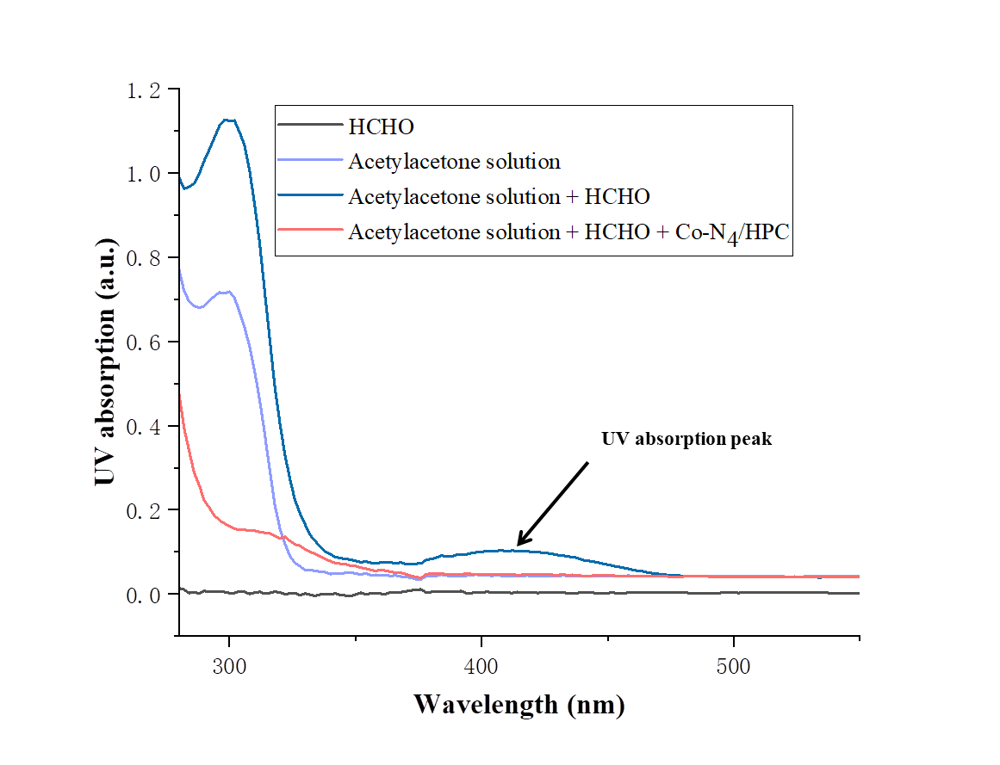 1.2
1.0
0.8
0.6
0.4
0.2
0.0
UV absorption (a.u.)
HCHO
Acetylacetone solution
Acetylacetone solution + HCHO
Acetylacetone solution + HCHO + Co-N4/HPC
UV absorption peak
300 400 500
Wavelength (nm)